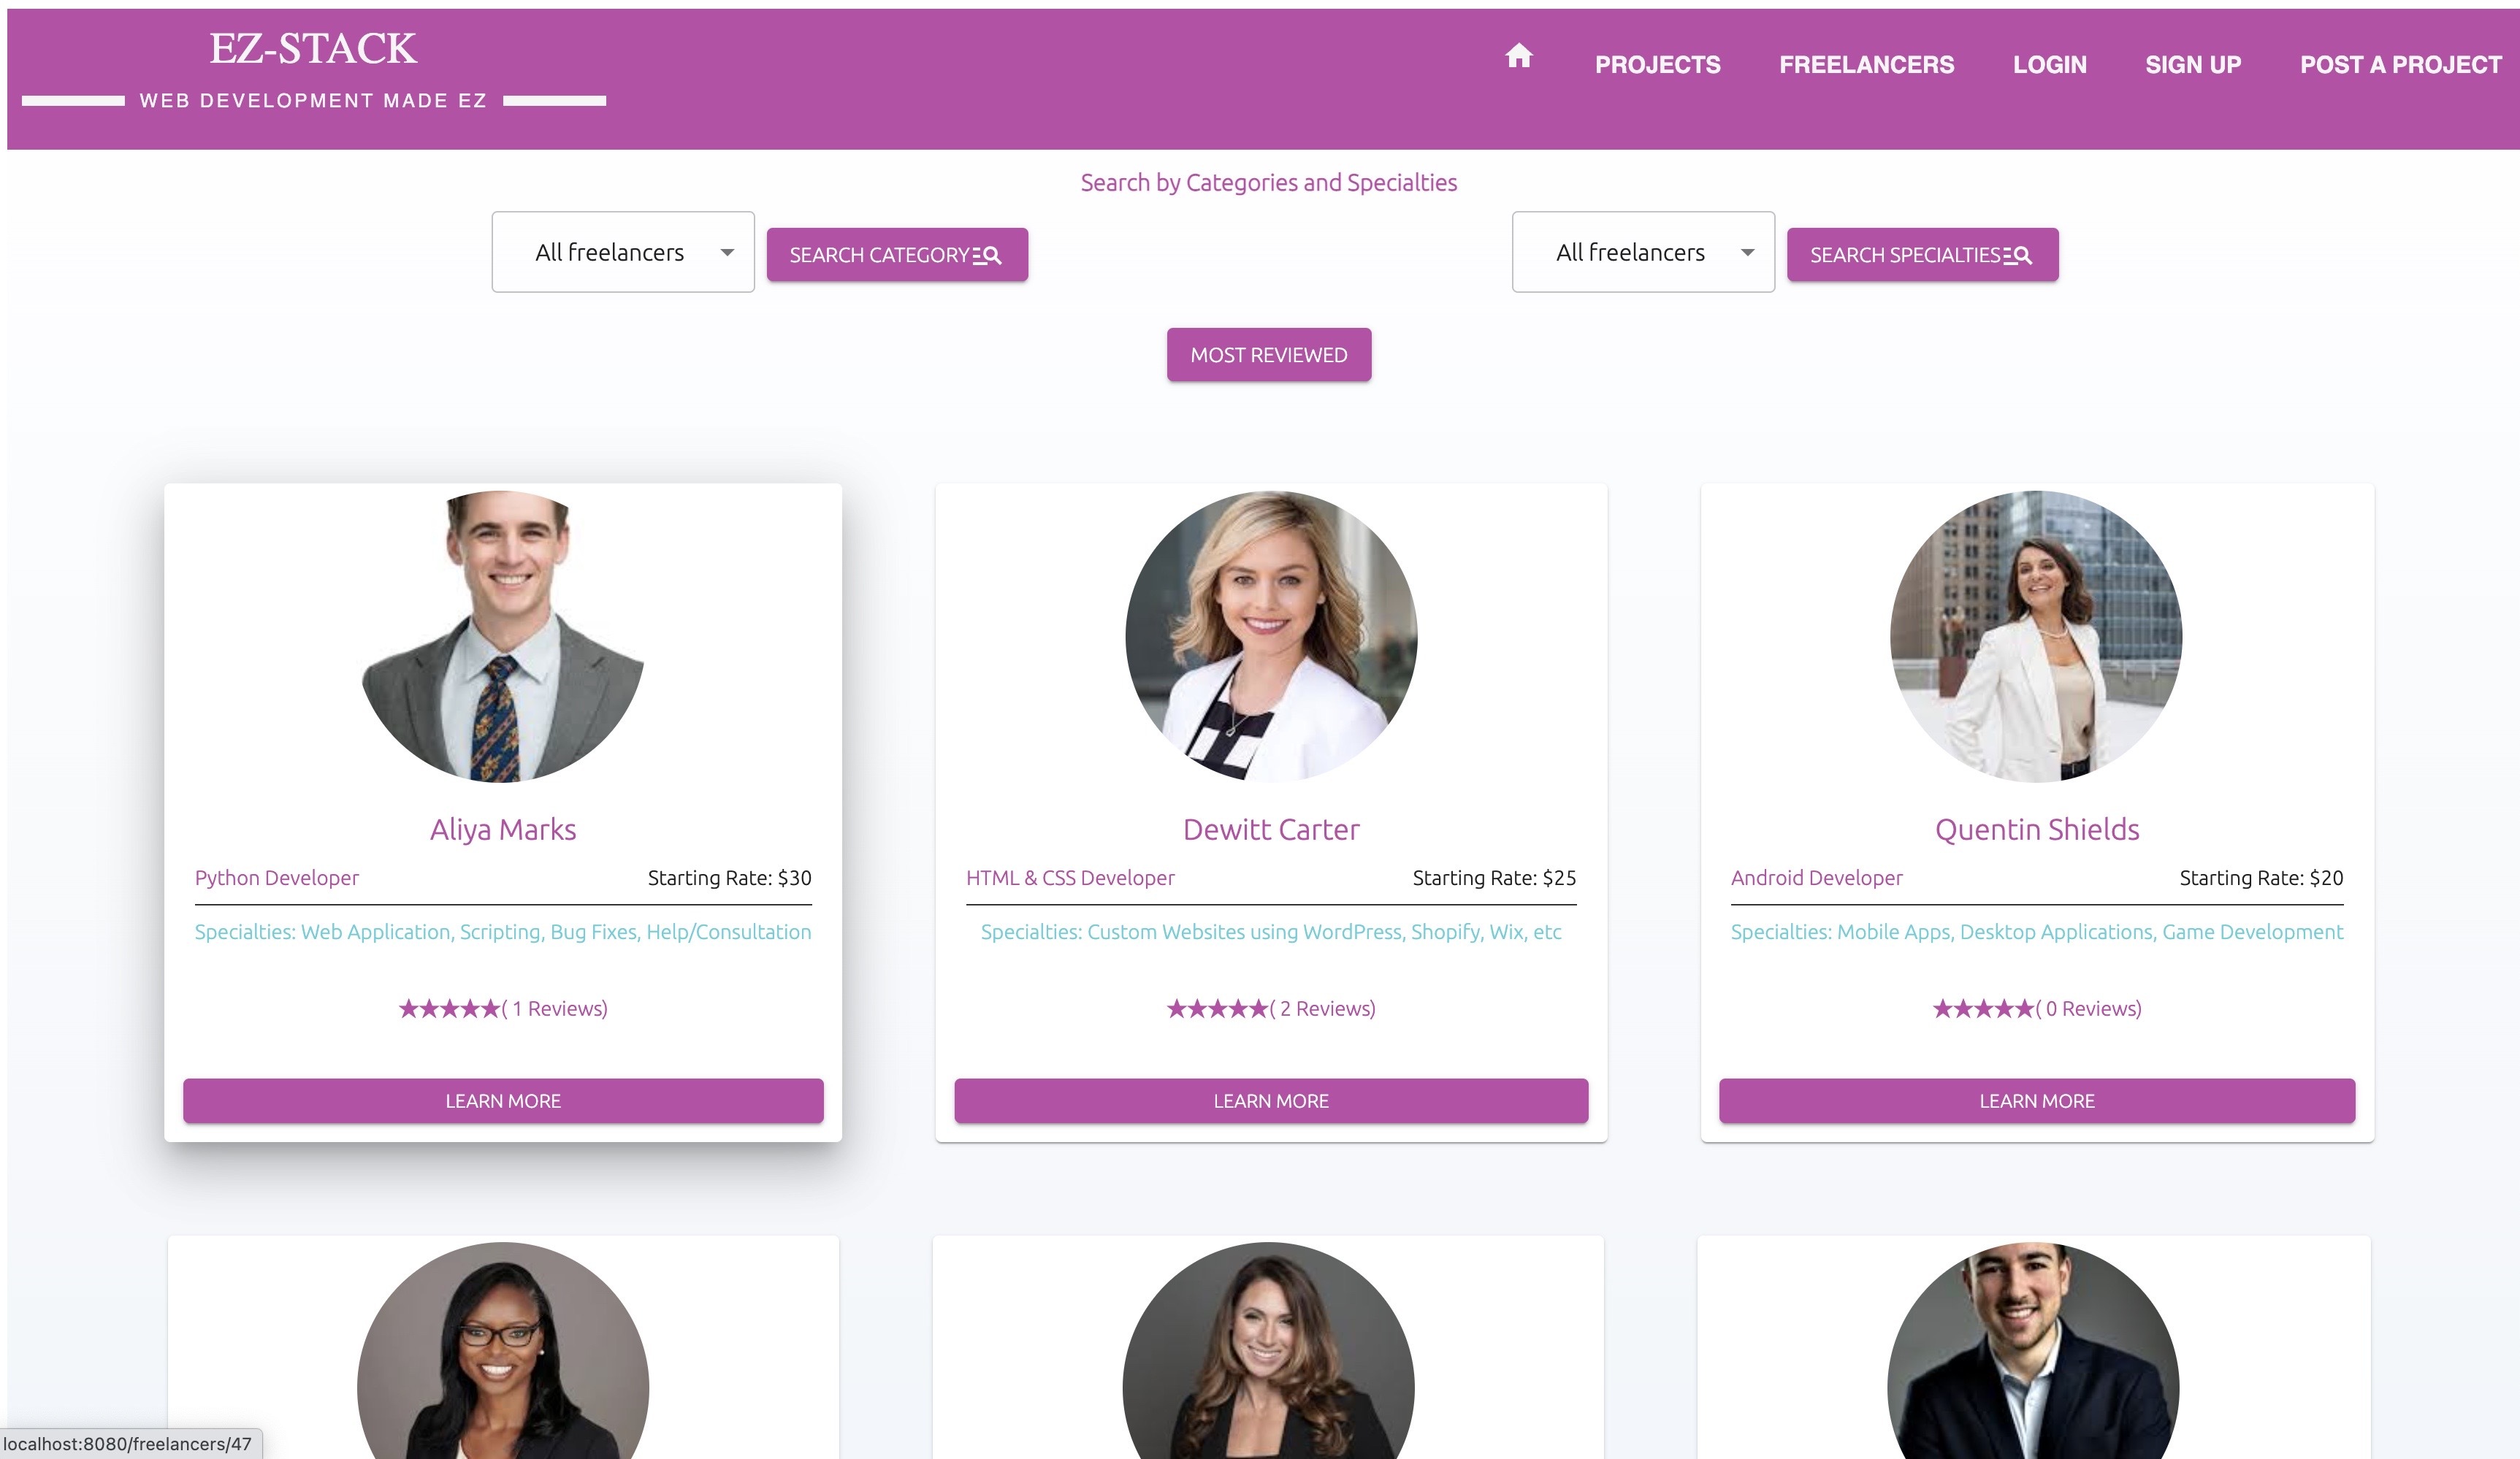 EZ-STACK
WEB DEVELOPMENT MADE EZ
PROJECTS FREELANCERS LOGIN SIGN UP POST A PROJECT
Search by Categories and Specialties
All freelancers SEARCH CATEGORY All freelancers SEARCH SPECIALTIES
MOST REVIEWED
Aliya Marks
Python Developer Starting Rate: $30
Specialties: Web Application, Scripting, Bug Fixes, Help/Consultation
★★★★★( 1 Reviews)
LEARN MORE
Dewitt Carter
HTML & CSS Developer Starting Rate: $25
Specialties: Custom Websites using WordPress, Shopify, Wix, etc
★★★★★( 2 Reviews)
LEARN MORE
Quentin Shields
Android Developer Starting Rate: $20
Specialties: Mobile Apps, Desktop Applications, Game Development
★★★★★( 0 Reviews)
LEARN MORE
localhost:8080/freelancers/47